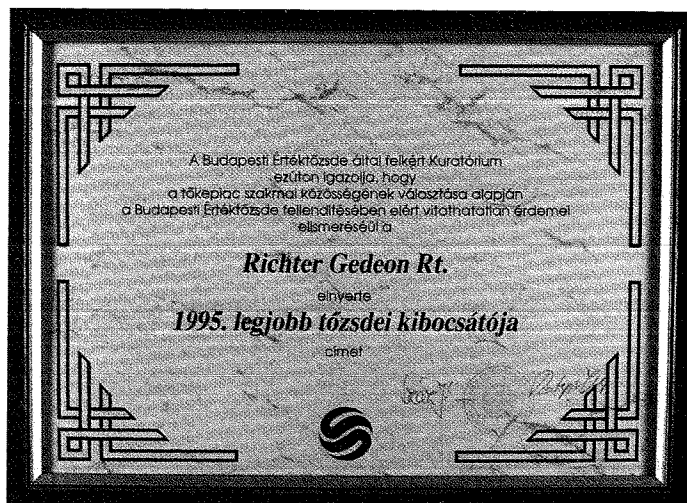 A Budapesti Értéktőzsde által felkért Kuratórium
ezúton igazolja, hogy
a tőkepiac szakmai közösségének választása alapján
a Budapesti Értéktőzsde fellendítésében elért vitathatatlan érdemei
elismeréséül a
Richter Gedeon Rt.
elnyerte
1995. legjobb tőzsdei kibocsátója
címet